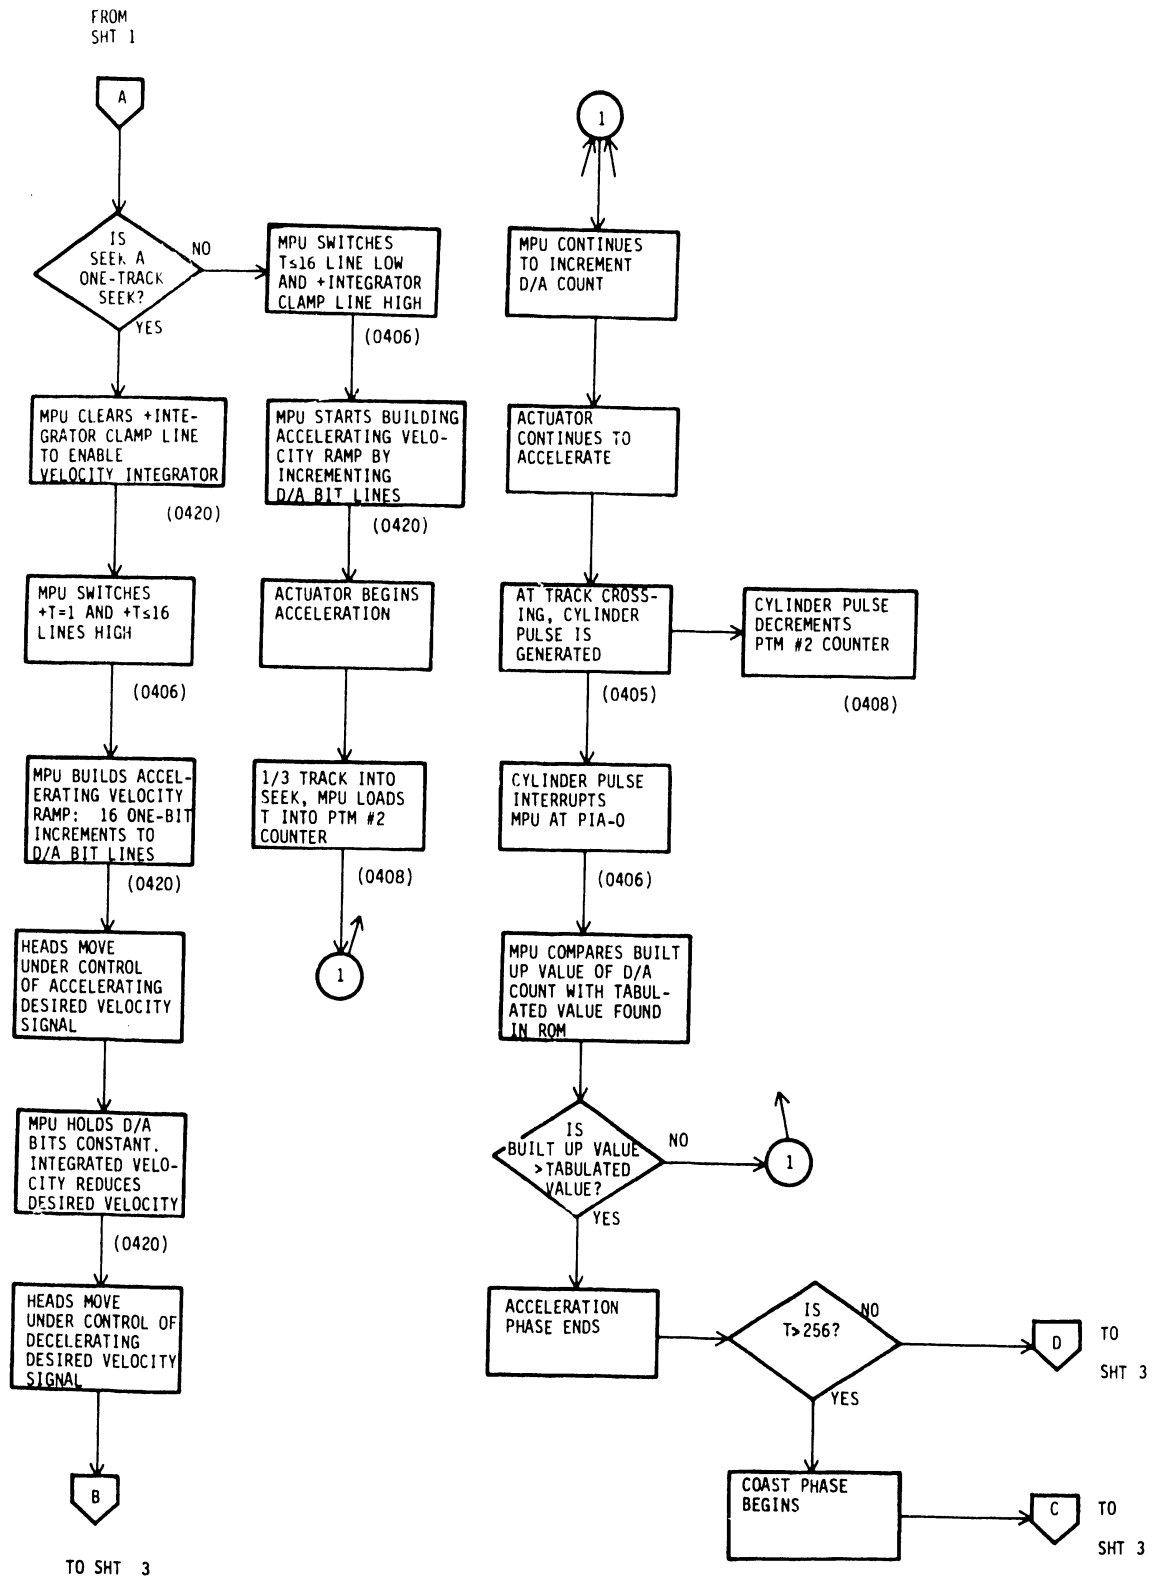 FROM
SHT 1
A
IS
SEEK A
ONE-TRACK
SEEK?
NO
YES
MPU CLEARS +INTE-
GRATOR CLAMP LINE
TO ENABLE
VELOCITY INTEGRATOR
(0420)
MPU SWITCHES
+T=1 AND +T≤16
LINES HIGH
(0406)
MPU BUILDS ACCEL-
ERATING VELOCITY
RAMP: 16 ONE-BIT
INCREMENTS TO
D/A BIT LINES
(0420)
HEADS MOVE
UNDER CONTROL
OF ACCELERATING
DESIRED VELOCITY
SIGNAL
MPU HOLDS D/A
BITS CONSTANT.
INTEGRATED VELO-
CITY REDUCES
DESIRED VELOCITY
(0420)
HEADS MOVE
UNDER CONTROL OF
DECELERATING
DESIRED VELOCITY
SIGNAL
B
TO SHT 3
MPU SWITCHES
T≤16 LINE LOW
AND +INTEGRATOR
CLAMP LINE HIGH
(0406)
MPU STARTS BUILDING
ACCELERATING VELO-
CITY RAMP BY
INCREMENTING
D/A BIT LINES
(0420)
ACTUATOR BEGINS
ACCELERATION
1/3 TRACK INTO
SEEK, MPU LOADS
T INTO PTM #2
COUNTER
(0408)
1
1
MPU CONTINUES
TO INCREMENT
D/A COUNT
ACTUATOR
CONTINUES TO
ACCELERATE
AT TRACK CROSS-
ING, CYLINDER
PULSE IS
GENERATED
(0405)
CYLINDER PULSE
DECREMENTS
PTM #2 COUNTER
(0408)
CYLINDER PULSE
INTERRUPTS
MPU AT PIA-0
(0406)
MPU COMPARES BUILT
UP VALUE OF D/A
COUNT WITH TABUL-
ATED VALUE FOUND
IN ROM
IS
BUILT UP VALUE
>TABULATED
VALUE?
NO
1
YES
ACCELERATION
PHASE ENDS
IS
T>256?
NO
D
TO
SHT 3
YES
COAST PHASE
BEGINS
C
TO
SHT 3